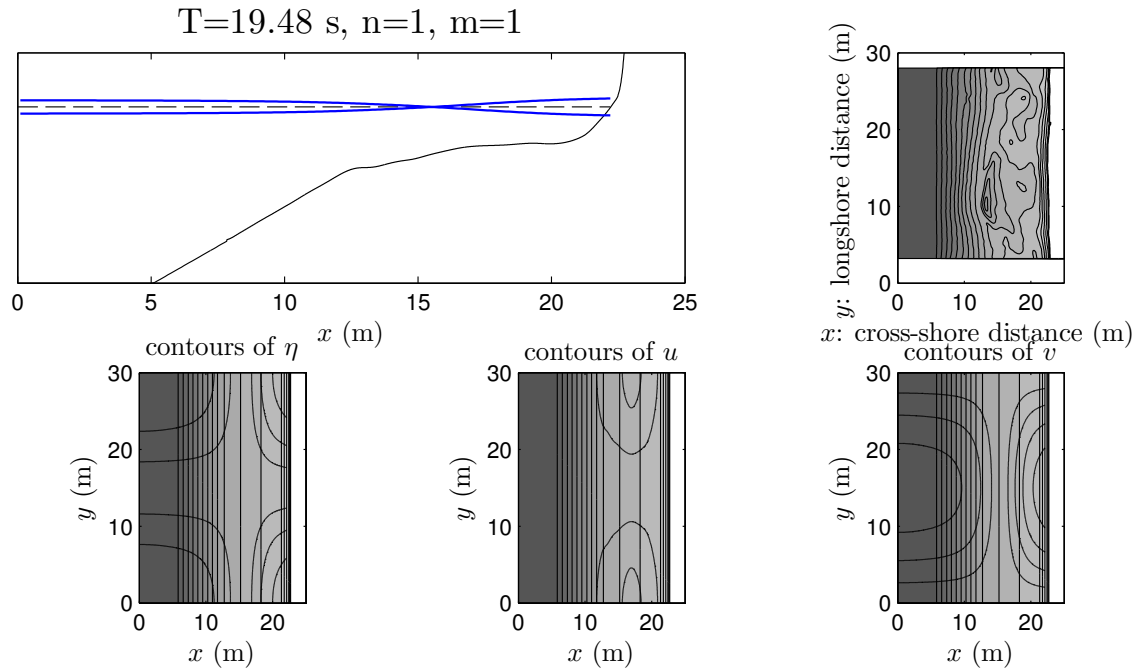 T=19.48 s, n=1, m=1
0 5 10 15 20 25
x (m)
30
20
10
0
y: longshore distance (m)
0 10 20
x: cross-shore distance (m)
contours of η
30
20
10
0
y (m)
0 10 20
x (m)
contours of u
30
20
10
0
y (m)
0 10 20
x (m)
contours of v
30
20
10
0
y (m)
0 10 20
x (m)